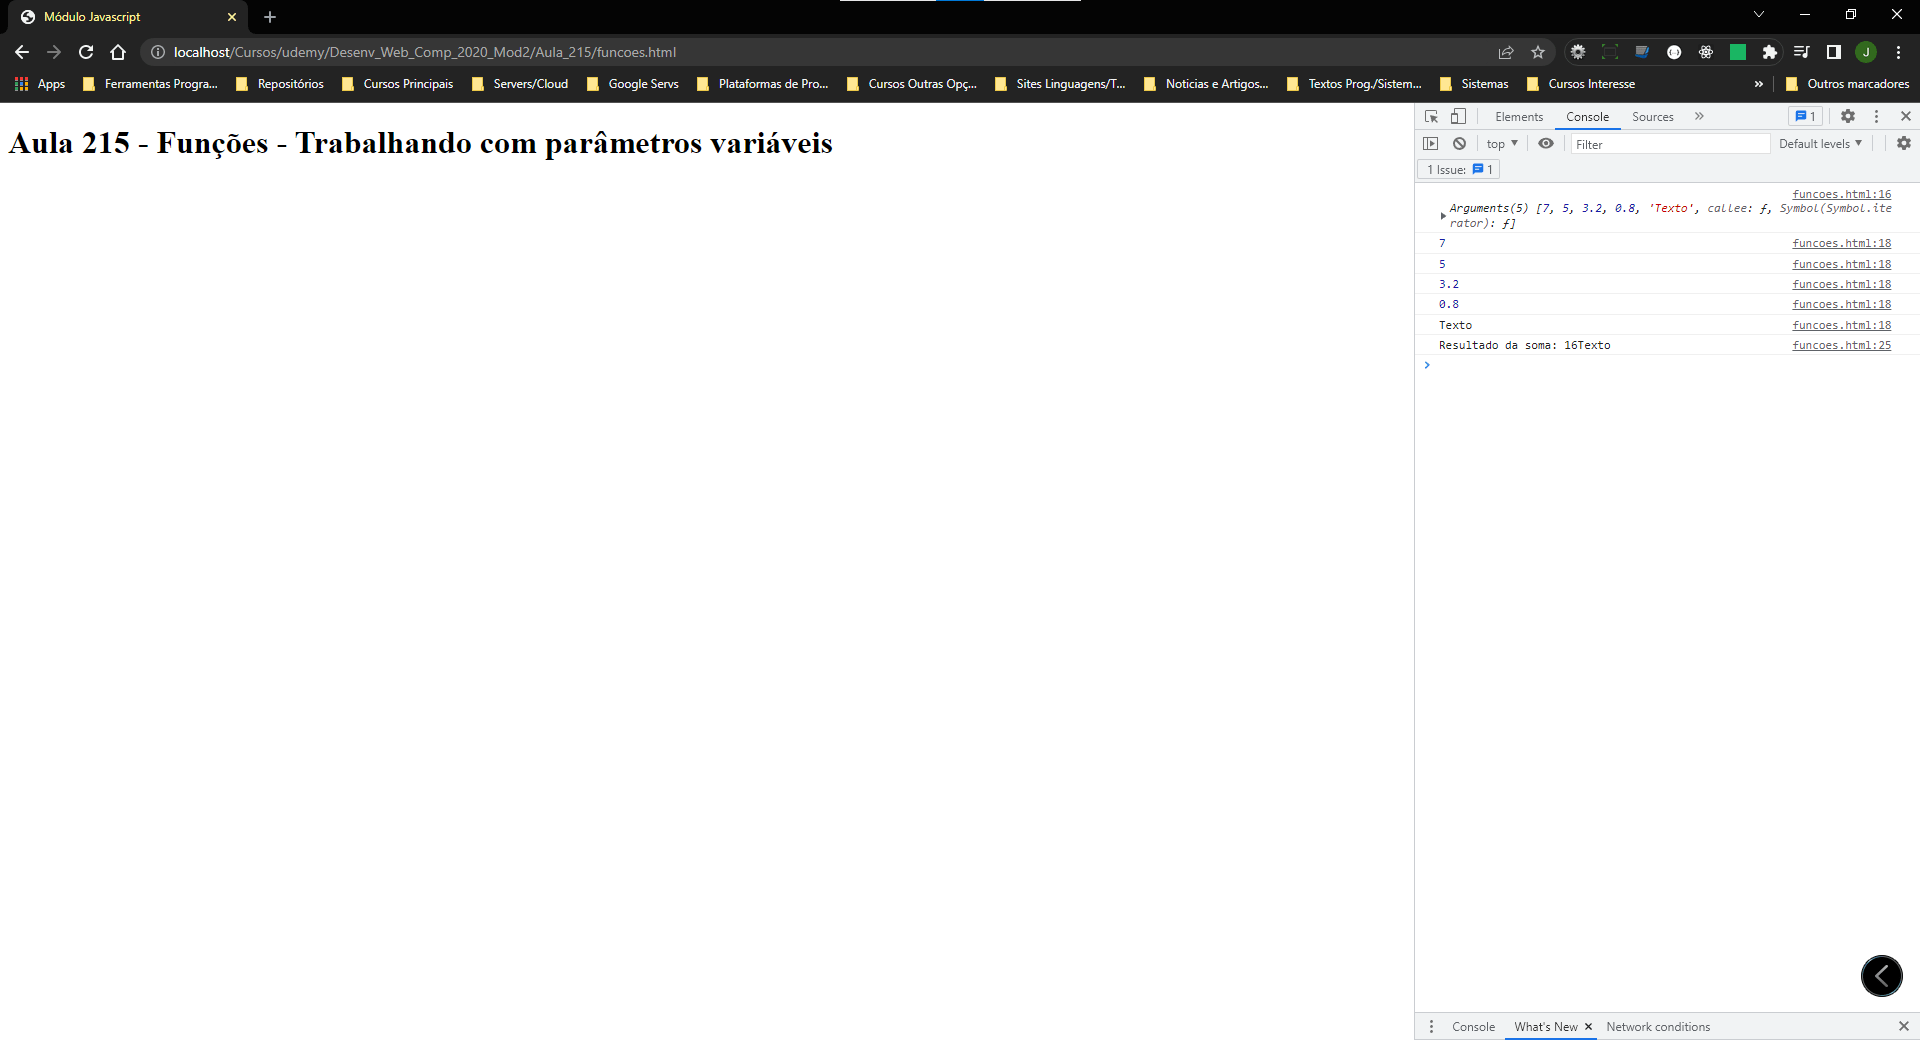 Módulo Javascript
localhost/Cursos/udemy/Desenv_Web_Comp_2020_Mod2/Aula_215/funcoes.html
J
Apps Ferramentas Progra... Repositórios Cursos Principais Servers/Cloud Google Servs Plataformas de Pro... Cursos Outras Opç... Sites Linguagens/T... Noticias e Artigos... Textos Prog./Sistem... Sistemas Cursos Interesse » Outros marcadores
Aula 215 - Funções - Trabalhando com parâmetros variáveis
Elements Console Sources » 1
top Filter Default levels
1 Issue: 1
funcoes.html:16
Arguments(5) [7, 5, 3.2, 0.8, 'Texto', callee: ƒ, Symbol(Symbol.ite
rator): ƒ]
7 funcoes.html:18
5 funcoes.html:18
3.2 funcoes.html:18
0.8 funcoes.html:18
Texto funcoes.html:18
Resultado da soma: 16Texto funcoes.html:25
Console What's New Network conditions